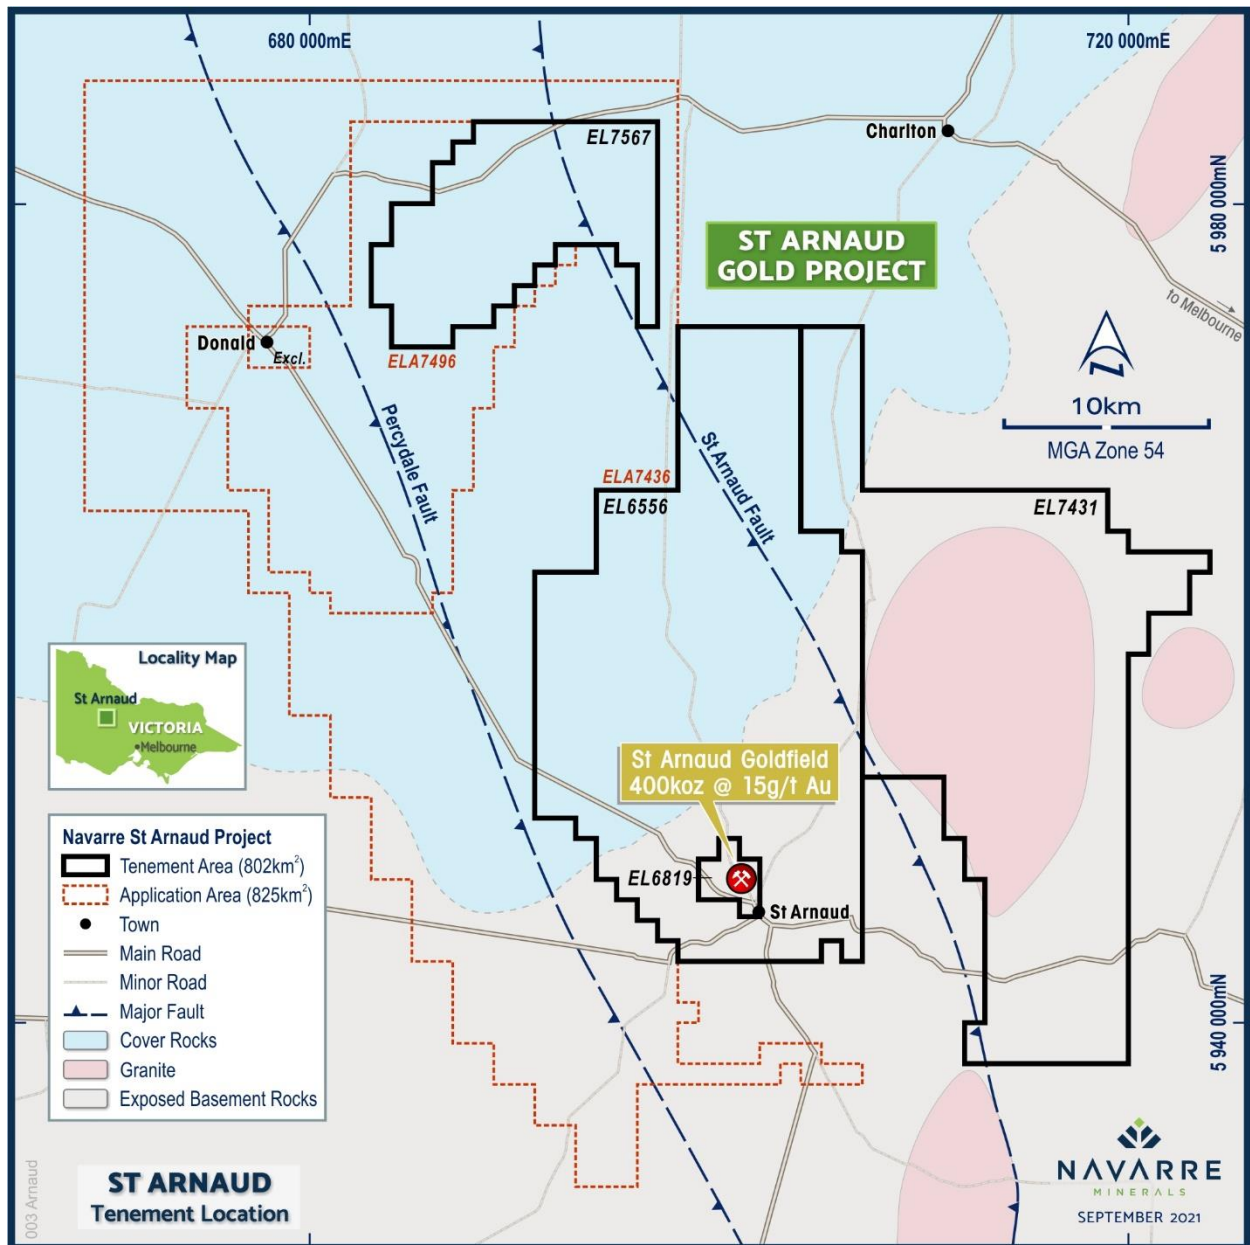 680 000mE
720 000mE
EL7567
Charlton
5 980 000mN
ST ARNAUD
GOLD PROJECT
to Melbourne
Donald
Excl.
ELA7496
N
10km
MGA Zone 54
Percydale Fault
St Arnaud Fault
ELA7436
EL6556
EL7431
Locality Map
St Arnaud
VICTORIA
Melbourne
St Arnaud Goldfield
400koz @ 15g/t Au
EL6819
St Arnaud
Navarre St Arnaud Project
Tenement Area (802km²)
Application Area (825km²)
Town
Main Road
Minor Road
Major Fault
Cover Rocks
Granite
Exposed Basement Rocks
5 940 000mN
003 Arnaud
ST ARNAUD
Tenement Location
NAVARRE
MINERALS
SEPTEMBER 2021